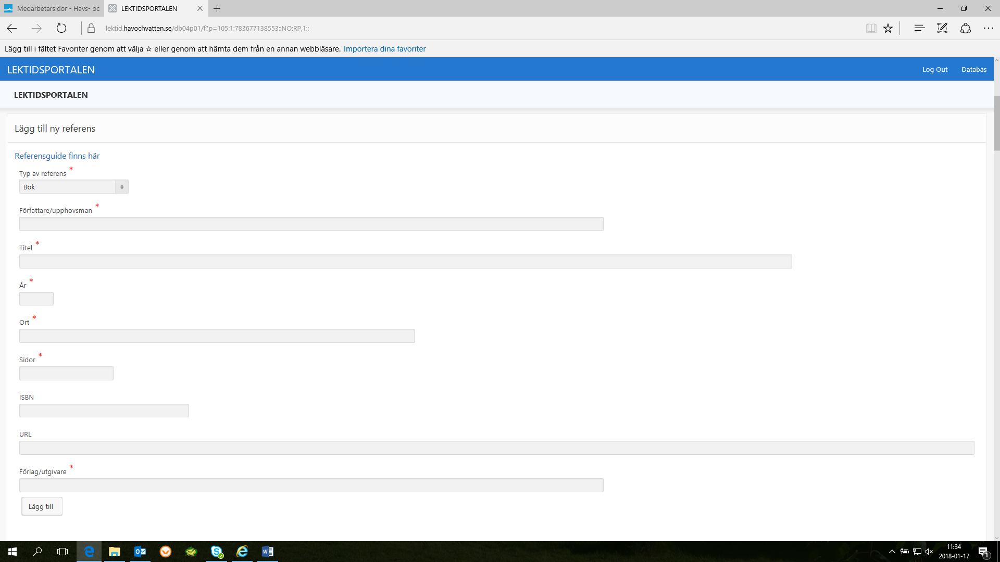 Medarbetarsidor - Havs- oc
LEKTIDSPORTALEN
lektid.havochvatten.se/db04p01/f?p=105:1:783677138553::NO:RP,1::
Lägg till i fältet Favoriter genom att välja ☆ eller genom att hämta dem från en annan webbläsare. Importera dina favoriter
LEKTIDSPORTALEN
Log Out
Databas
LEKTIDSPORTALEN
Lägg till ny referens
Referensguide finns här
Typ av referens *
Bok
Författare/upphovsman *
Titel *
År *
Ort *
Sidor *
ISBN
URL
Förlag/utgivare *
Lägg till
11:34
2018-01-17
1